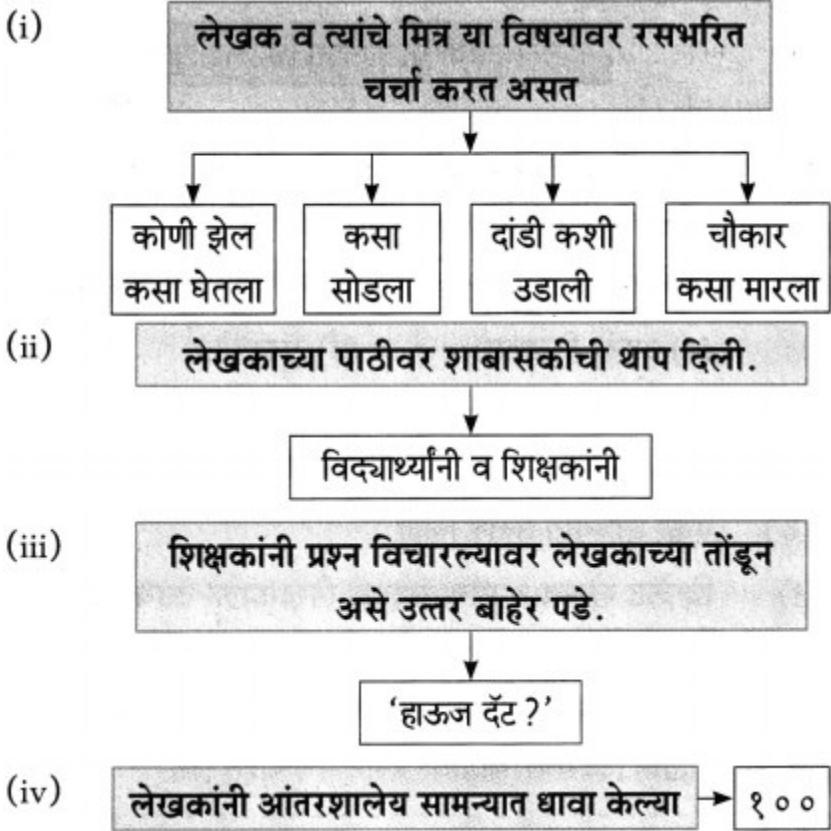 (i)
लेखक व त्यांचे मित्र या विषयावर रसभरित
चर्चा करत असत
कोणी झेल
कसा घेतला
कसा
सोडला
दांडी कशी
उडाली
चौकार
कसा मारला
(ii)
लेखकाच्या पाठीवर शाबासकीची थाप दिली.
विद्यार्थ्यांनी व शिक्षकांनी
(iii)
शिक्षकांनी प्रश्न विचारल्यावर लेखकाच्या तोंडून
असे उत्तर बाहेर पडे.
‘हाऊज दॅट ?’
(iv)
लेखकांनी आंतरशालेय सामन्यात धावा केल्या
१००